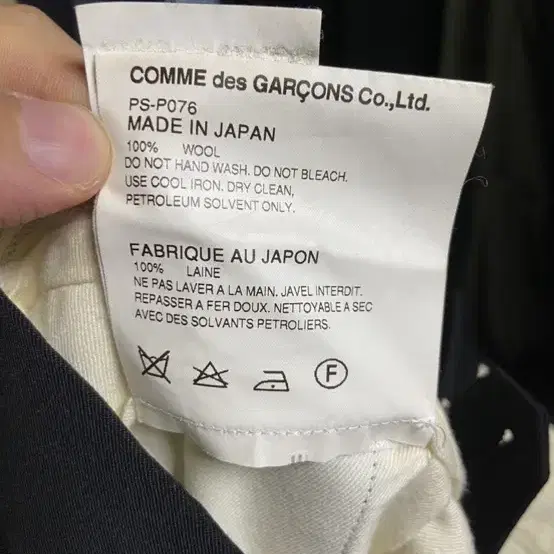 COMME des GARÇONS Co.,Ltd.
PS-P076
MADE IN JAPAN
100% WOOL
DO NOT HAND WASH. DO NOT BLEACH.
USE COOL IRON. DRY CLEAN,
PETROLEUM SOLVENT ONLY.
FABRIQUE AU JAPON
100% LAINE
NE PAS LAVER A LA MAIN. JAVEL INTERDIT.
REPASSER A FER DOUX. NETTOYABLE A SEC
AVEC DES SOLVANTS PETROLIERS.
F